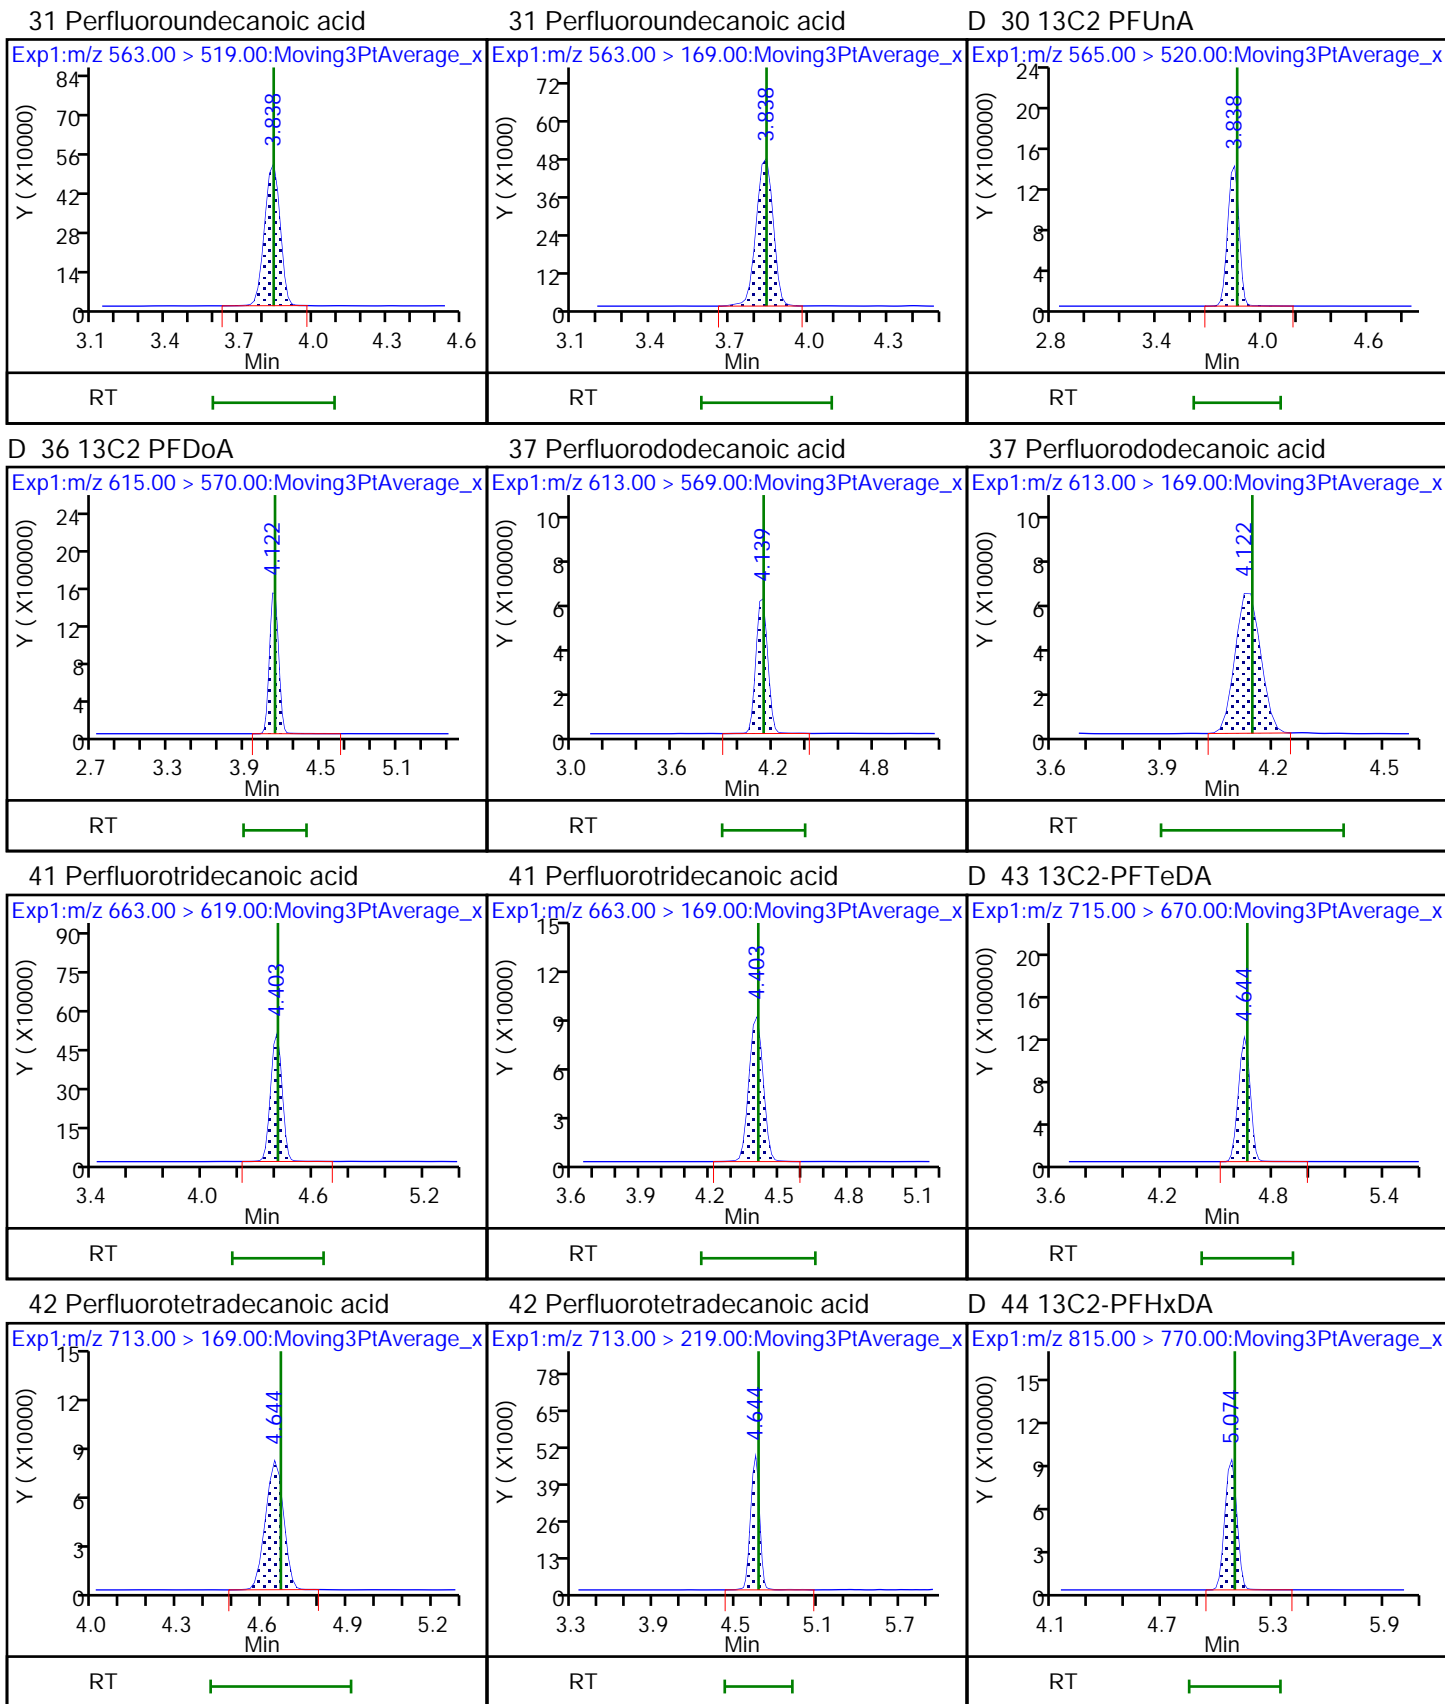 31 Perfluoroundecanoic acid
Exp1:m/z 563.00 > 519.00:Moving3PtAverage_x
Y ( X100000)
84
70
56
42
28
14
0
3.838
3.1 3.4 3.7 4.0 4.3 4.6
Min
RT
31 Perfluoroundecanoic acid
Exp1:m/z 563.00 > 169.00:Moving3PtAverage_x
Y ( X1000)
72
60
48
36
24
12
0
3.838
3.1 3.4 3.7 4.0 4.3
Min
RT
D 30 13C2 PFUnA
Exp1:m/z 565.00 > 520.00:Moving3PtAverage_x
Y ( X100000)
24
20
16
12
8
4
0
3.838
2.8 3.4 4.0 4.6
Min
RT
D 36 13C2 PFDoA
Exp1:m/z 615.00 > 570.00:Moving3PtAverage_x
Y ( X100000)
24
20
16
12
8
4
0
4.122
2.7 3.3 3.9 4.5 5.1
Min
RT
37 Perfluorododecanoic acid
Exp1:m/z 613.00 > 569.00:Moving3PtAverage_x
Y ( X100000)
10
8
6
4
2
0
4.139
3.0 3.6 4.2 4.8
Min
RT
37 Perfluorododecanoic acid
Exp1:m/z 613.00 > 169.00:Moving3PtAverage_x
Y ( X10000)
10
8
6
4
2
0
4.122
3.6 3.9 4.2 4.5
Min
RT
41 Perfluorotridecanoic acid
Exp1:m/z 663.00 > 619.00:Moving3PtAverage_x
Y ( X10000)
90
75
60
45
30
15
0
4.403
3.4 4.0 4.6 5.2
Min
RT
41 Perfluorotridecanoic acid
Exp1:m/z 663.00 > 169.00:Moving3PtAverage_x
Y ( X10000)
15
12
9
6
3
0
4.403
3.6 3.9 4.2 4.5 4.8 5.1
Min
RT
D 43 13C2-PFTeDA
Exp1:m/z 715.00 > 670.00:Moving3PtAverage_x
Y ( X100000)
20
16
12
8
4
0
4.644
3.6 4.2 4.8 5.4
Min
RT
42 Perfluorotetradecanoic acid
Exp1:m/z 713.00 > 169.00:Moving3PtAverage_x
Y ( X10000)
15
12
9
6
3
0
4.644
4.0 4.3 4.6 4.9 5.2
Min
RT
42 Perfluorotetradecanoic acid
Exp1:m/z 713.00 > 219.00:Moving3PtAverage_x
Y ( X1000)
78
65
52
39
26
13
0
4.644
3.3 3.9 4.5 5.1 5.7
Min
RT
D 44 13C2-PFHxDA
Exp1:m/z 815.00 > 770.00:Moving3PtAverage_x
Y ( X100000)
15
12
9
6
3
0
5.074
4.1 4.7 5.3 5.9
Min
RT